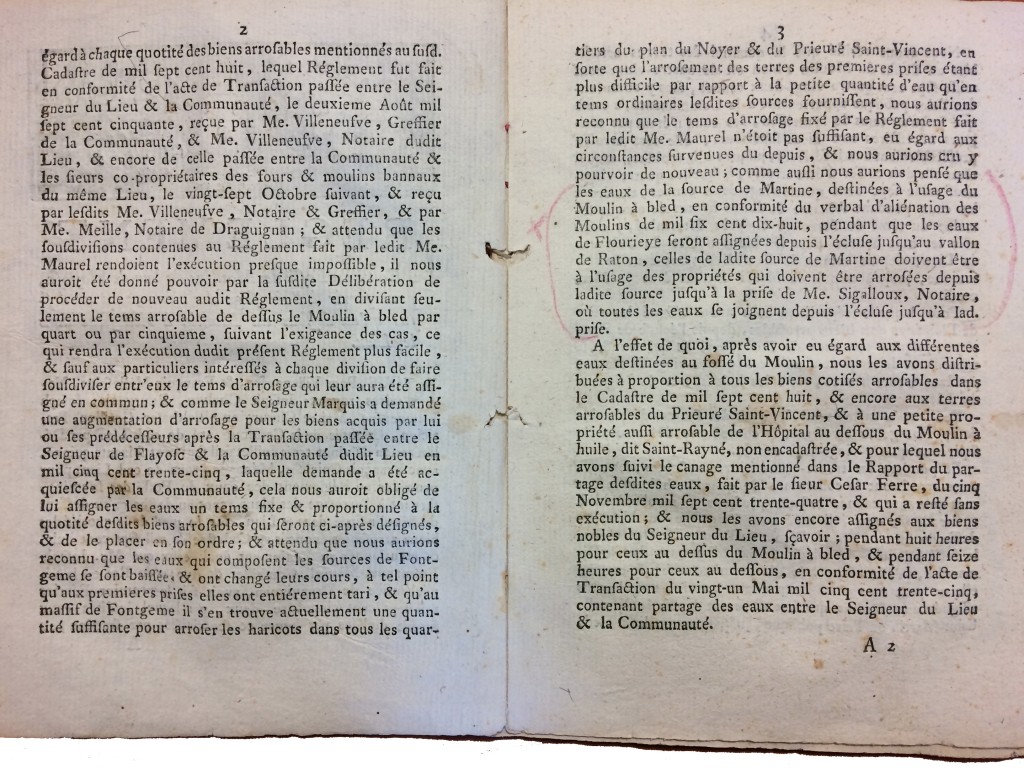 2
égard à chaque quotité des biens arrosables mentionnés au susd.
Cadastre de mil sept cent huit, lequel Réglement fut fait
en conformité de l'acte de Transaction passée entre le Sei-
gneur du Lieu & la Communauté, le deuxieme Août mil
sept cent cinquante, reçue par Me. Villeneufve, Greffier
de la Communauté, & Me. Villeneufve, Notaire dudit
Lieu, & encore de celle passée entre la Communauté &
les sieurs co-propriétaires des fours & moulins bannaux
du même Lieu, le vingt-sept Octobre suivant, & reçu
par lesdits Me. Villeneufve, Notaire & Greffier, & par
Me. Meille, Notaire de Draguignan; & attendu que les
sousdivisions contenues au Réglement fait par ledit Me.
Maurel rendoient l'exécution presque impossible, il nous
auroit été donné pouvoir par la susdite Délibération de
procéder de nouveau audit Réglement, en divisant seu-
lement le tems arrosable de dessus le Moulin à bled par
quart ou par cinquieme, suivant l'exigeance des cas, ce
qui rendra l'exécution dudit présent Réglement plus facile,
& sauf aux particuliers intéressés à chaque division de faire
sousdiviser entr'eux le tems d'arrosage qui leur aura été assi-
gné en commun; & comme le Seigneur Marquis a demandé
une augmentation d'arrosage pour les biens acquis par lui
ou ses prédécesseurs après la Transaction passée entre le
Seigneur de Flayosc & la Communauté dudit Lieu en
mil cinq cent trente-cinq, laquelle demande a été ac-
quiescée par la Communauté, cela nous auroit obligé de
lui assigner les eaux un tems fixe & proportionné à la
quotité desdits biens arrosables qui seront ci-après désignés,
& de le placer en son ordre; & attendu que nous aurions
reconnu que les eaux qui composent les sources de Font-
geme se sont baissées & ont changé leurs cours, à tel point
qu'aux premieres prises elles ont entiérement tari, & qu'au
massif de Fontgeme il s'en trouve actuellement une quan-
tité suffisante pour arroser les haricots dans tous les quar-
3
tiers du plan du Noyer & du Prieuré Saint-Vincent, en
sorte que l'arrosement des terres des premieres prises étant
plus difficile par rapport à la petite quantité d'eau qu'en
tems ordinaires lesdites sources fournissent, nous aurions
reconnu que le tems d'arrosage fixé par le Réglement fait
par ledit Me. Maurel n'étoit pas suffisant, eu égard aux
circonstances survenues du depuis, & nous aurions cru y
pourvoir de nouveau; comme aussi nous aurions pensé que
les eaux de la source de Martine, destinées à l'usage du
Moulin à bled, en conformité du verbal d'aliénation des
Moulins de mil six cent dix-huit, pendant que les eaux
de Flourieye seront assignées depuis l'écluse jusqu'au vallon
de Raton, celles de ladite source de Martine doivent être
à l'usage des propriétés qui doivent être arrosées depuis
ladite source jusqu'à la prise de Me. Sigalloux, Notaire,
où toutes les eaux se joignent depuis l'écluse jusqu'à lad.
prise.
A l'effet de quoi, après avoir eu égard aux différentes
eaux destinées au fossé du Moulin, nous les avons distri-
buées à proportion à tous les biens cotisés arrosables dans
le Cadastre de mil sept cent huit, & encore aux terres
arrosables du Prieuré Saint-Vincent, & à une petite pro-
priété aussi arrosable de l'Hôpital au dessous du Moulin à
huile, dit Saint-Rayné, non encadastrée, & pour lequel nous
avons suivi le canage mentionné dans le Rapport du par-
tage desdites eaux, fait par le sieur Cesar Ferre, du cinq
Novembre mil sept cent trente-quatre, & qui a resté sans
exécution; & nous les avons encore assignés aux biens
nobles du Seigneur du Lieu, sçavoir; pendant huit heures
pour ceux au dessus du Moulin à bled, & pendant seize
heures pour ceux au dessous, en conformité de l'acte de
Transaction du vingt-un Mai mil cinq cent trente-cinq,
contenant partage des eaux entre le Seigneur du Lieu
& la Communauté.
A 2